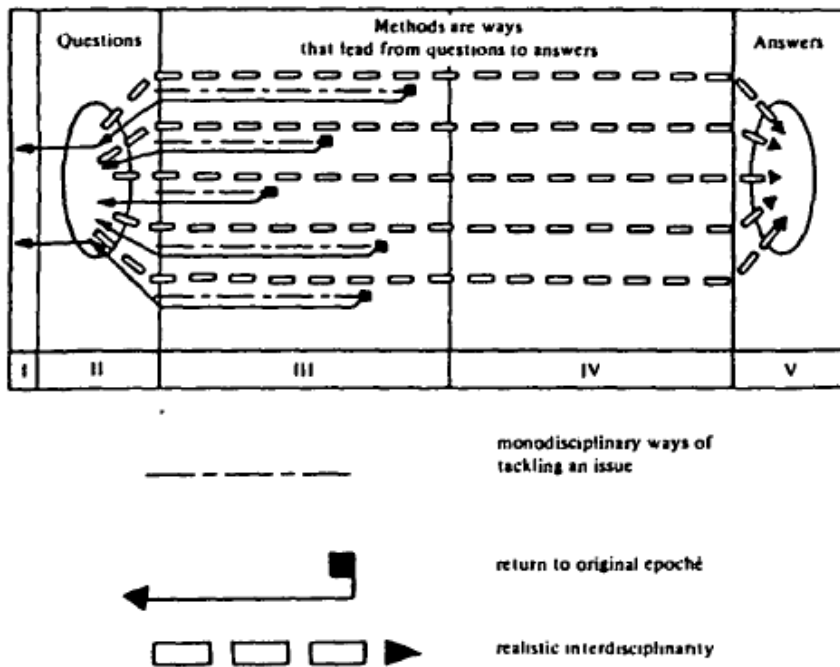 Questions
Methods are ways
that lead from questions to answers
Answers
I
II
III
IV
V
monodisciplinary ways of
tackling an issue
return to original epoché
realistic interdisciplinarity